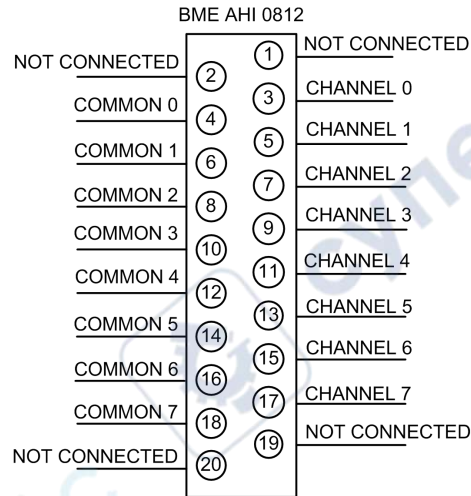 BME AHI 0812
NOT CONNECTED
1
NOT CONNECTED
2
CHANNEL 0
3
COMMON 0
4
CHANNEL 1
5
COMMON 1
6
CHANNEL 2
7
COMMON 2
8
CHANNEL 3
9
COMMON 3
10
CHANNEL 4
11
COMMON 4
12
CHANNEL 5
13
COMMON 5
14
CHANNEL 6
15
COMMON 6
16
CHANNEL 7
17
COMMON 7
18
NOT CONNECTED
19
NOT CONNECTED
20